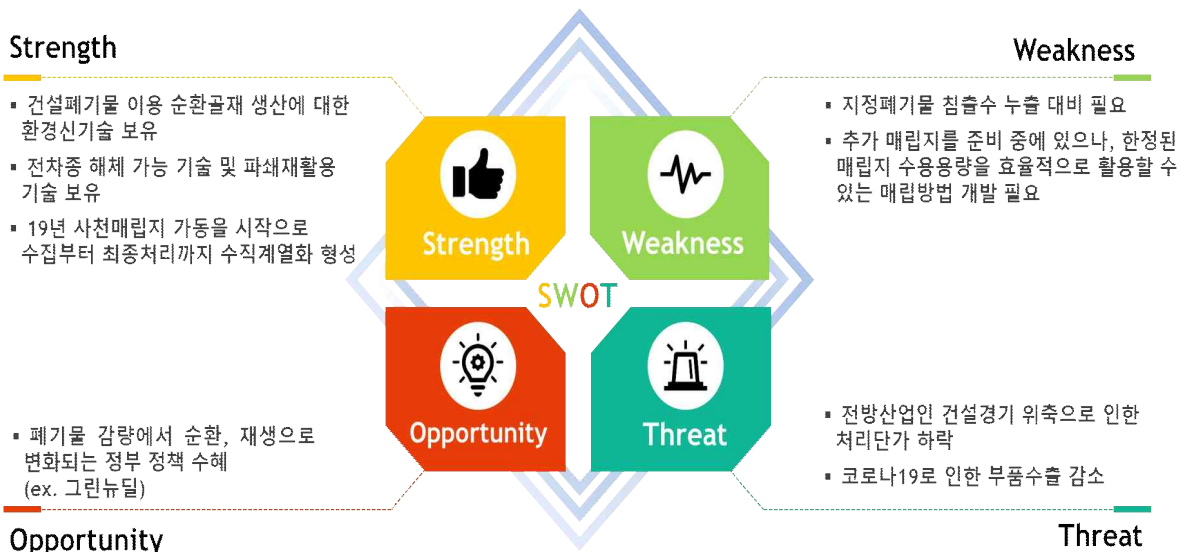 Strength
▪ 건설폐기물 이용 순환골재 생산에 대한
환경신기술 보유
▪ 전차종 해체 가능 기술 및 파쇄재활용
기술 보유
▪ 19년 사천매립지 가동을 시작으로
수집부터 최종처리까지 수직계열화 형성
Weakness
▪ 지정폐기물 침출수 누출 대비 필요
▪ 추가 매립지를 준비 중에 있으나, 한정된
매립지 수용용량을 효율적으로 활용할 수
있는 매립방법 개발 필요
Strength
Weakness
SWOT
Opportunity
Threat
▪ 폐기물 감량에서 순환, 재생으로
변화되는 정부 정책 수혜
(ex. 그린뉴딜)
Opportunity
▪ 전방산업인 건설경기 위축으로 인한
처리단가 하락
▪ 코로나19로 인한 부품수출 감소
Threat